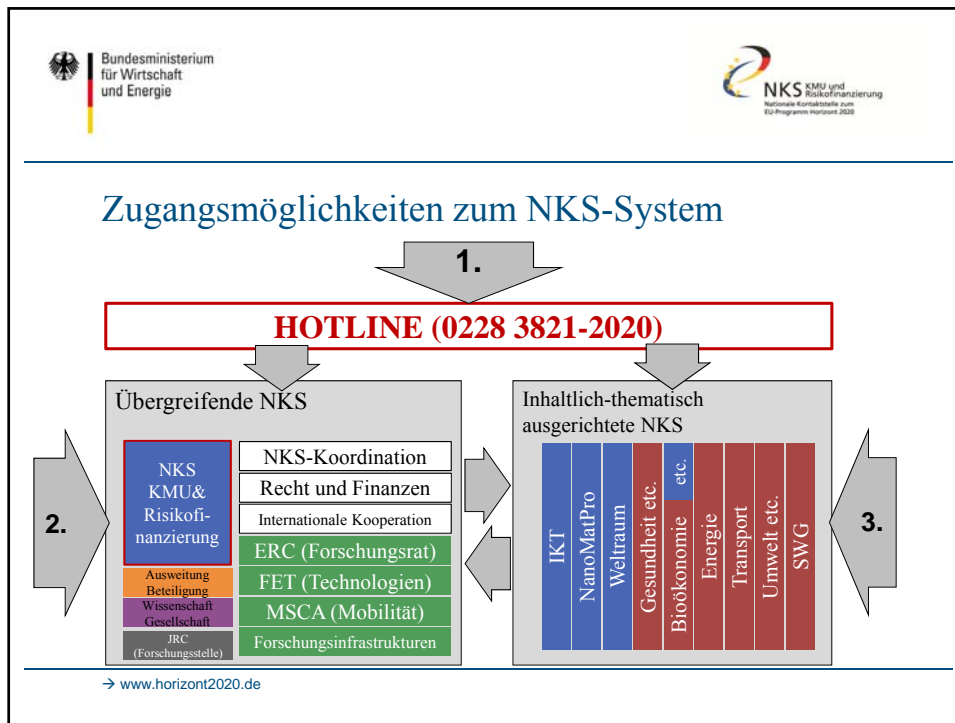 Bundesministerium
für Wirtschaft
und Energie
NKS KMU und
Risikofinanzierung
Nationale Kontaktstelle zum
EU-Programm Horizont 2020
Zugangsmöglichkeiten zum NKS-System
1.
HOTLINE (0228 3821-2020)
Übergreifende NKS
NKS
KMU&
Risikofi-
nanzierung
Ausweitung
Beteiligung
Wissenschaft
Gesellschaft
JRC
(Forschungsstelle)
NKS-Koordination
Recht und Finanzen
Internationale Kooperation
ERC (Forschungsrat)
FET (Technologien)
MSCA (Mobilität)
Forschungsinfrastrukturen
2.
Inhaltlich-thematisch
ausgerichtete NKS
IKT
NanoMatPro
Weltraum
Gesundheit etc.
Bioökonomie etc.
Energie
Transport
Umwelt etc.
SWG
3.
→ www.horizont2020.de